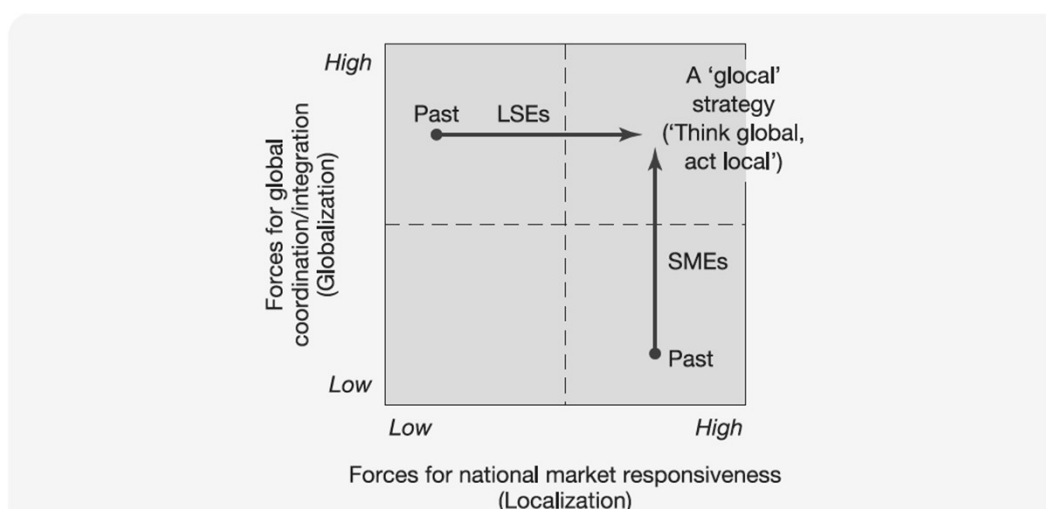 High
A ‘glocal’
strategy
(‘Think global,
act local’)
Past
LSEs
Forces for global
coordination/integration
(Globalization)
SMEs
Past
Low
Low
High
Forces for national market responsiveness
(Localization)